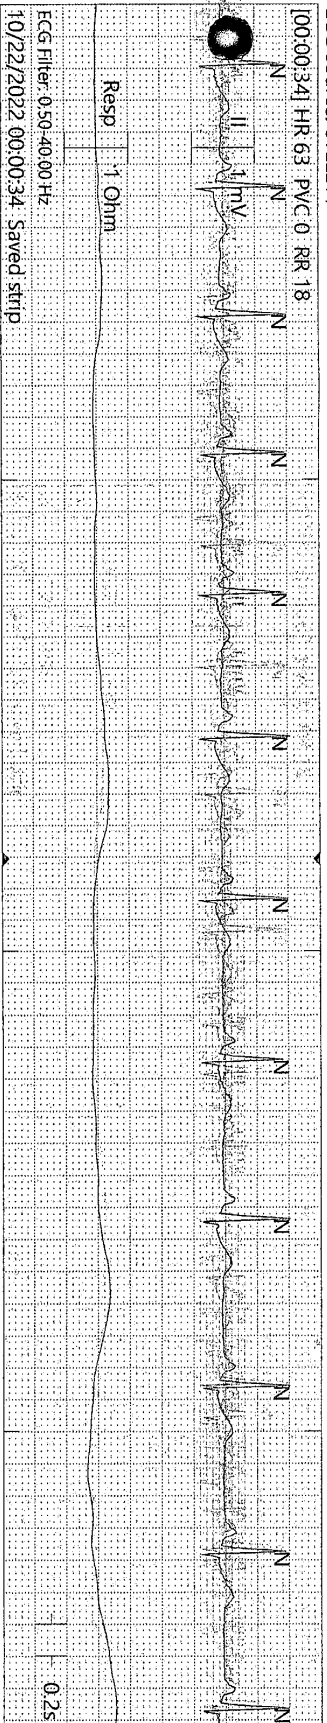 [00:00:34] HR 63 PVC 0 RR 18
N N N N N N N N N N N N
II 1 mV
Resp 1 Ohm
0.2s
ECG Filter: 0.50-40.00 Hz
10/22/2022 00:00:34 Saved strip